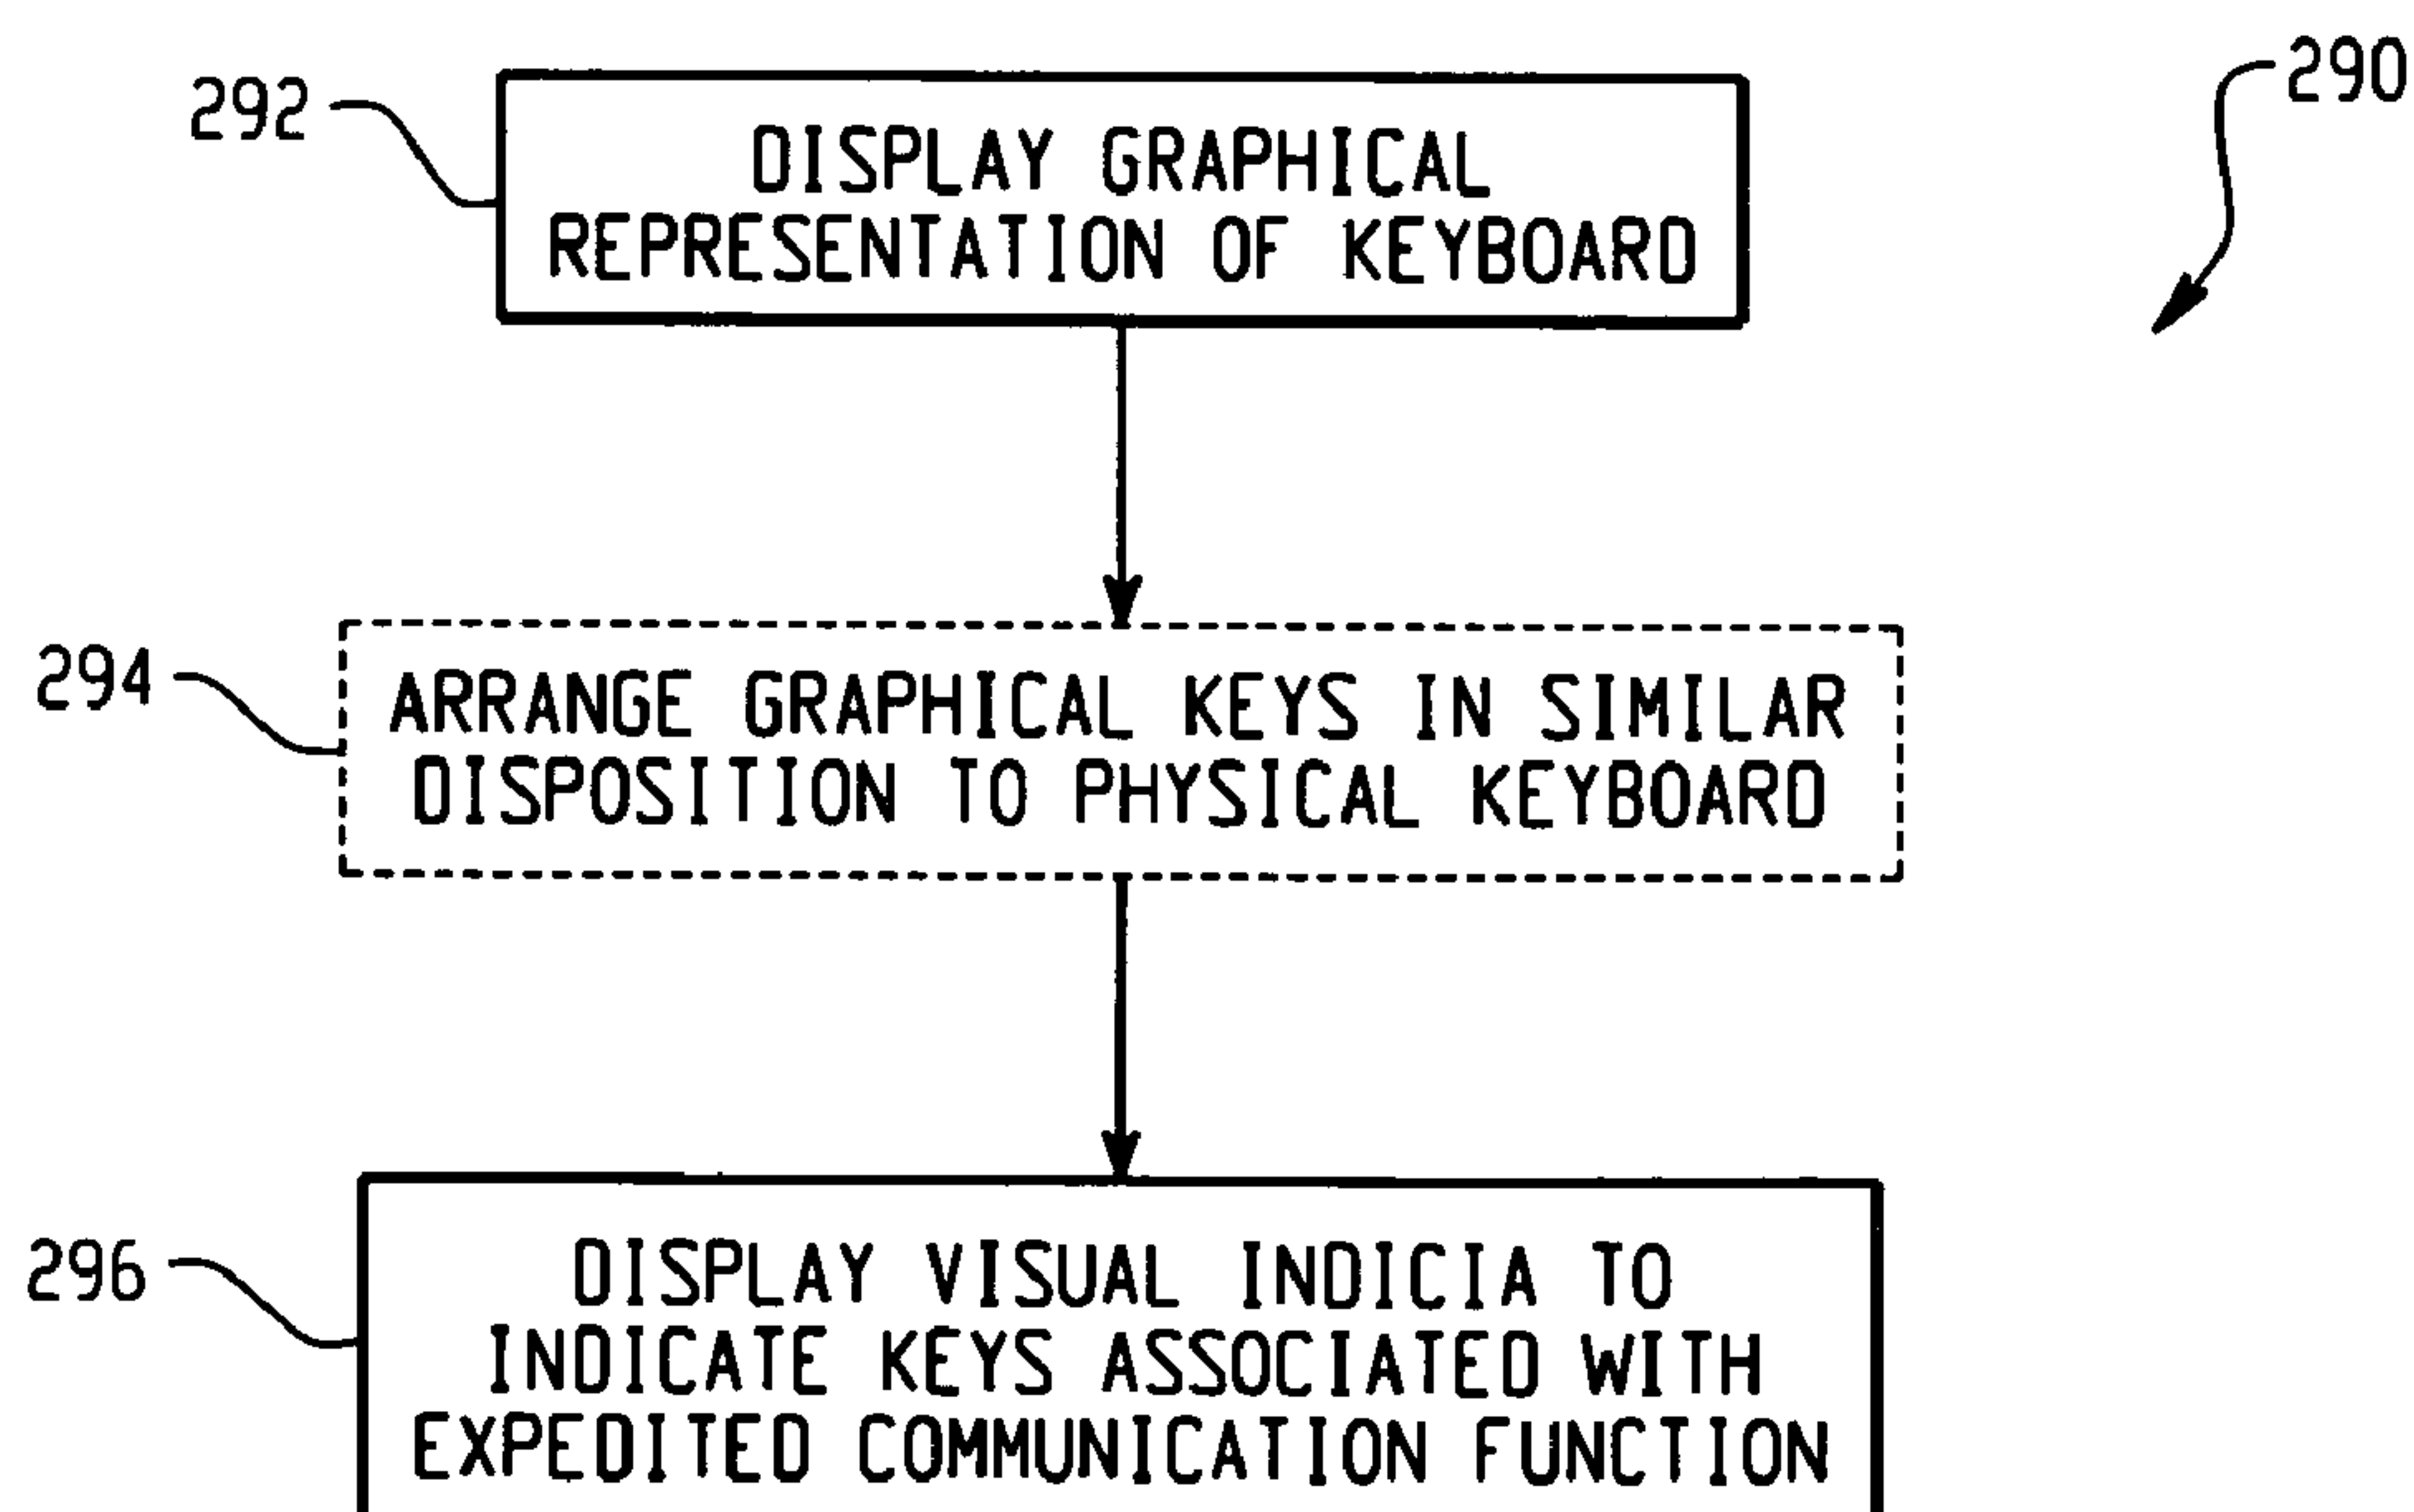 290
292
DISPLAY GRAPHICAL
REPRESENTATION OF KEYBOARD
294
ARRANGE GRAPHICAL KEYS IN SIMILAR
DISPOSITION TO PHYSICAL KEYBOARD
296
DISPLAY VISUAL INDICIA TO
INDICATE KEYS ASSOCIATED WITH
EXPEDITED COMMUNICATION FUNCTION